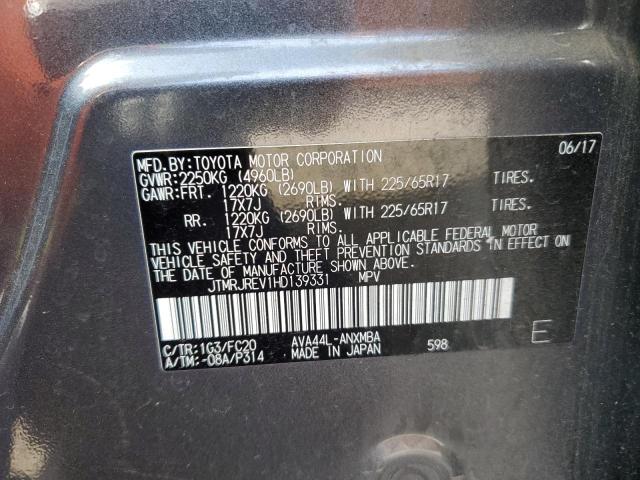 MFD.BY:TOYOTA MOTOR CORPORATION 06/17
GVWR:2250KG (4960LB)
GAWR:FRT. 1220KG (2690LB) WITH 225/65R17 TIRES.
17X7J RIMS.
RR. 1220KG (2690LB) WITH 225/65R17 TIRES.
17X7J RIMS.
THIS VEHICLE CONFORMS TO ALL APPLICABLE FEDERAL MOTOR
VEHICLE SAFETY AND THEFT PREVENTION STANDARDS IN EFFECT ON
THE DATE OF MANUFACTURE SHOWN ABOVE.
JTMRJREV1HD139331 MPV
C/TR:1G3/FC20 AVA44L-ANXMBA 598 E
A/TM:-08A/P314 MADE IN JAPAN